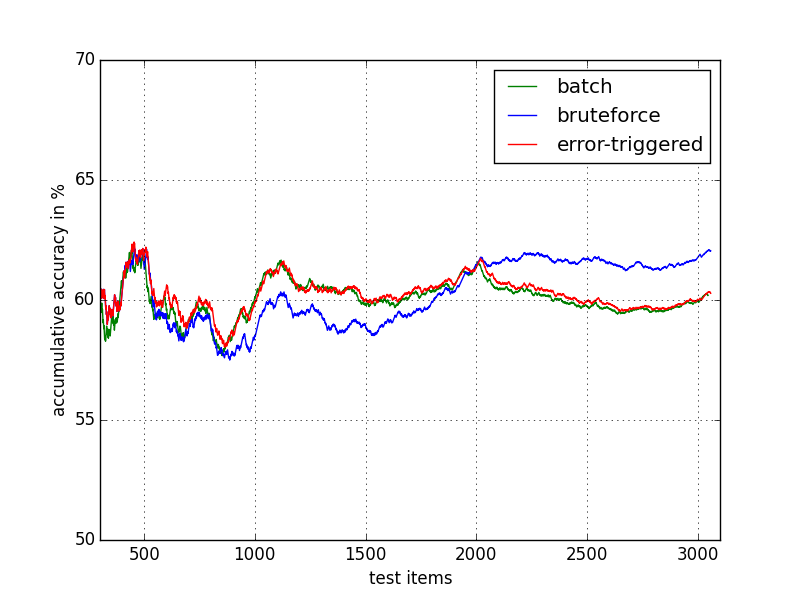 70
65
60
55
50
accumulative accuracy in %
batch
bruteforce
error-triggered
500
1000
1500
2000
2500
3000
test items